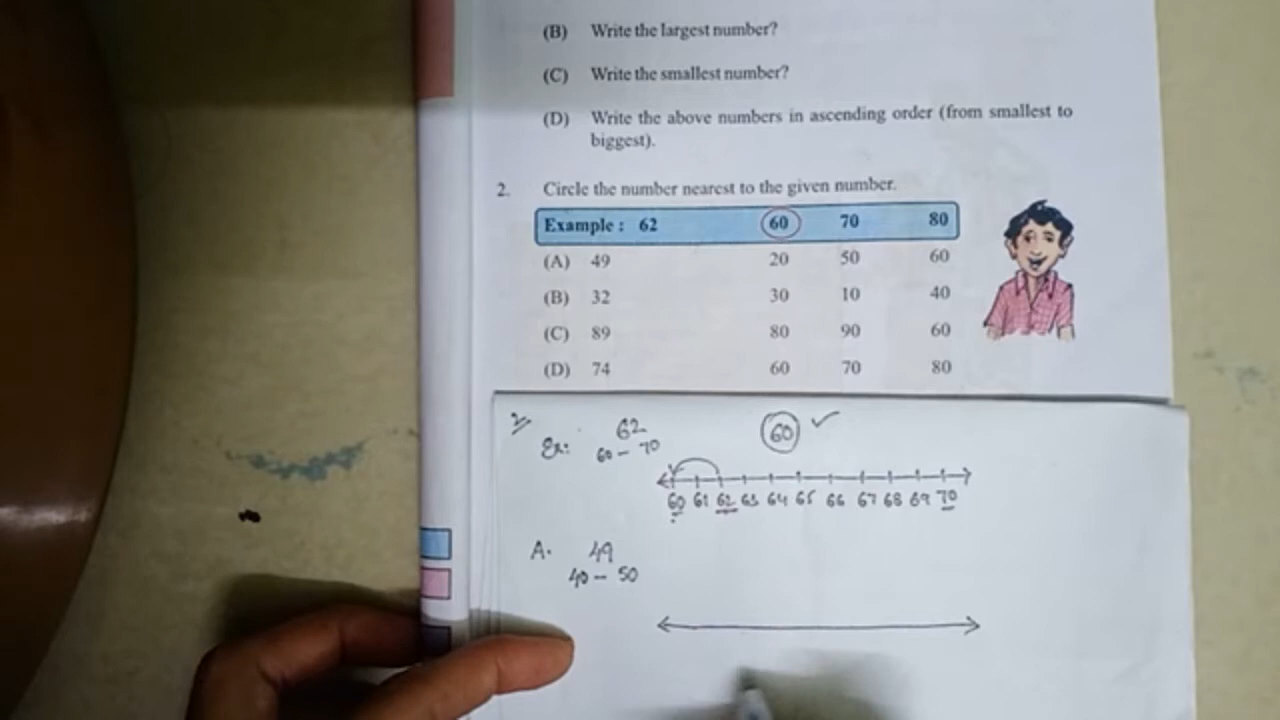 (B) Write the largest number?
(C) Write the smallest number?
(D) Write the above numbers in ascending order (from smallest to
biggest).
2. Circle the number nearest to the given number.
Example : 62 60 70 80
(A) 49 20 50 60
(B) 32 30 10 40
(C) 89 80 90 60
(D) 74 60 70 80
2
Ex: 62 60 ✓
60 – 70
60 61 62 63 64 65 66 67 68 69 70
A. 49
40 – 50